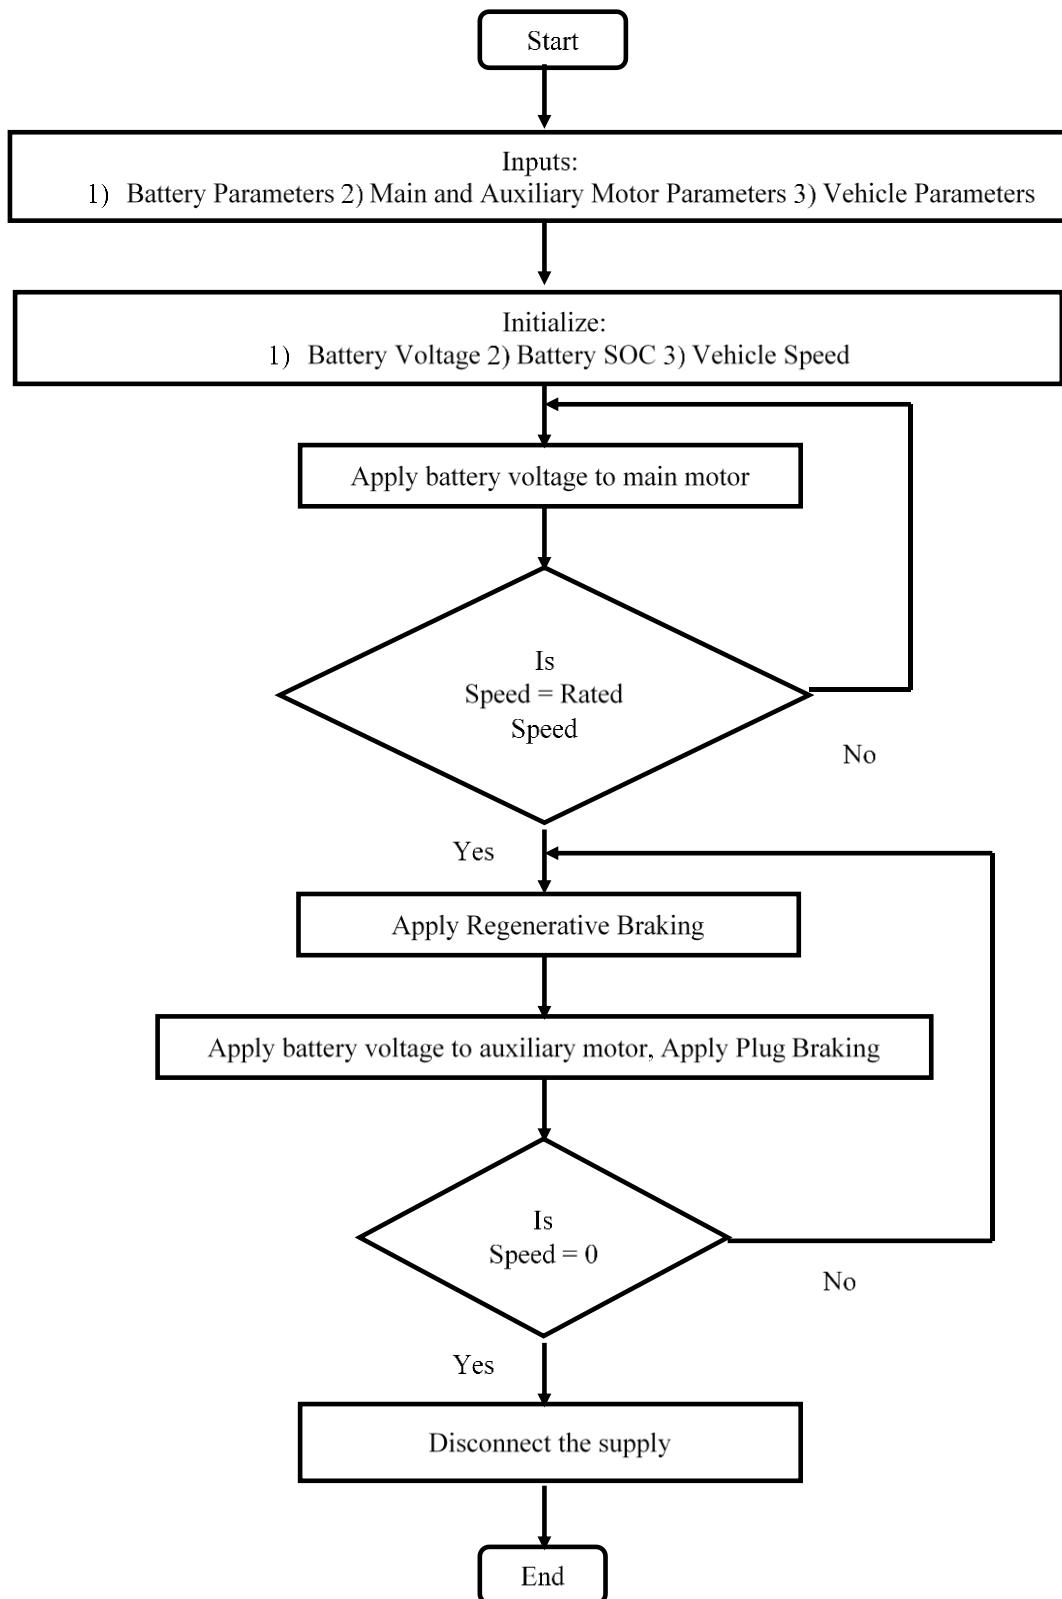 Start
Inputs:
1) Battery Parameters 2) Main and Auxiliary Motor Parameters 3) Vehicle Parameters
Initialize:
1) Battery Voltage 2) Battery SOC 3) Vehicle Speed
Apply battery voltage to main motor
Is
Speed = Rated
Speed
No
Yes
Apply Regenerative Braking
Apply battery voltage to auxiliary motor, Apply Plug Braking
Is
Speed = 0
No
Yes
Disconnect the supply
End